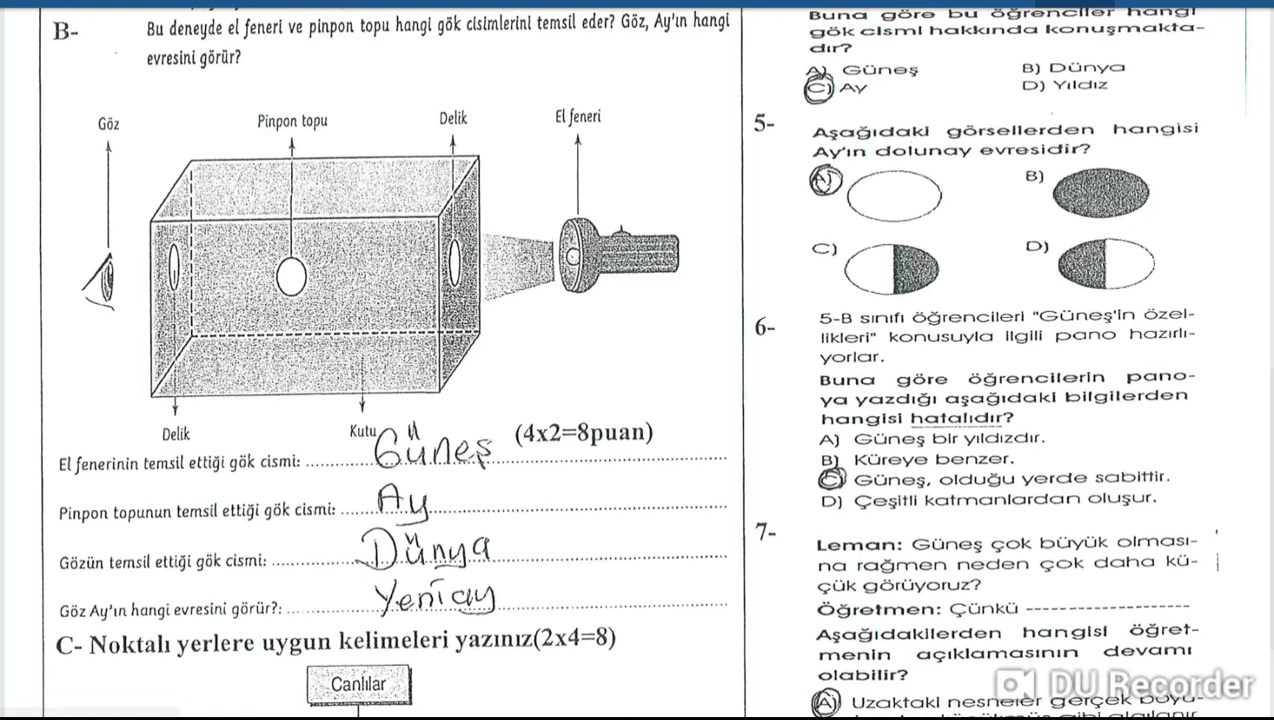 B-
Bu deneyde el feneri ve pinpon topu hangi gök cisimlerini temsil eder? Göz, Ay'ın hangi
evresini görür?
Göz
Pinpon topu
Delik
El feneri
Delik
Kutu
(4x2=8puan)
El fenerinin temsil ettiği gök cismi: Güneş
Pinpon topunun temsil ettiği gök cismi: Ay
Gözün temsil ettiği gök cismi: Dünya
Göz Ay'ın hangi evresini görür?: Yeniay
C- Noktalı yerlere uygun kelimeleri yazınız(2x4=8)
Canlılar
Buna göre bu öğrenciler hangi
gök cismi hakkında konuşmakta-
dır?
A) Güneş
B) Dünya
C) Ay
D) Yıldız
5-
Aşağıdaki görsellerden hangisi
Ay'ın dolunay evresidir?
A)
B)
C)
D)
6-
5-B sınıfı öğrencileri "Güneş'in özel-
likleri" konusuyla ilgili pano hazırlı-
yorlar.
Buna göre öğrencilerin pano-
ya yazdığı aşağıdaki bilgilerden
hangisi hatalıdır?
A) Güneş bir yıldızdır.
B) Küreye benzer.
C) Güneş, olduğu yerde sabittir.
D) Çeşitli katmanlardan oluşur.
7-
Leman: Güneş çok büyük olması-
na rağmen neden çok daha kü-
çük görüyoruz?
Öğretmen: Çünkü --------------------
Aşağıdakilerden hangisi öğret-
menin açıklamasının devamı
olabilir?
A) Uzaktaki nesneler gerçek boyu-
DU Recorder